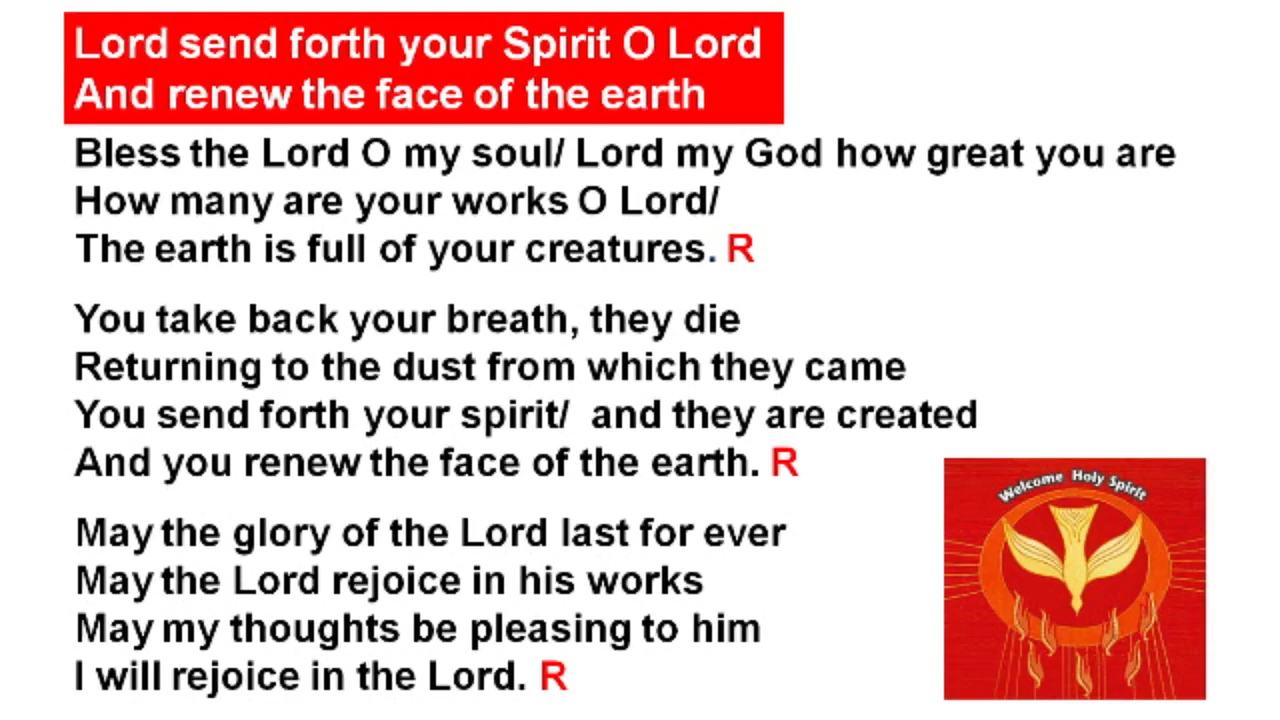 Lord send forth your Spirit O Lord
And renew the face of the earth
Bless the Lord O my soul/ Lord my God how great you are
How many are your works O Lord/
The earth is full of your creatures. R
You take back your breath, they die
Returning to the dust from which they came
You send forth your spirit/  and they are created
And you renew the face of the earth. R
May the glory of the Lord last for ever
May the Lord rejoice in his works
May my thoughts be pleasing to him
I will rejoice in the Lord. R
Welcome Holy Spirit